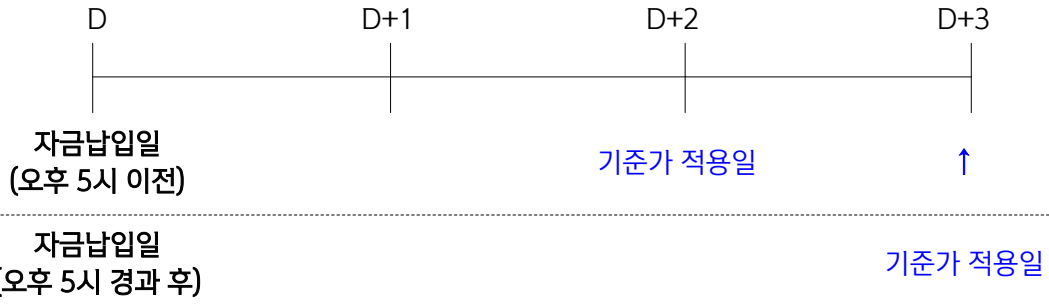 D D+1 D+2 D+3
자금납입일
(오후 5시 이전)
기준가 적용일 ↑
자금납입일
(오후 5시 경과 후)
기준가 적용일